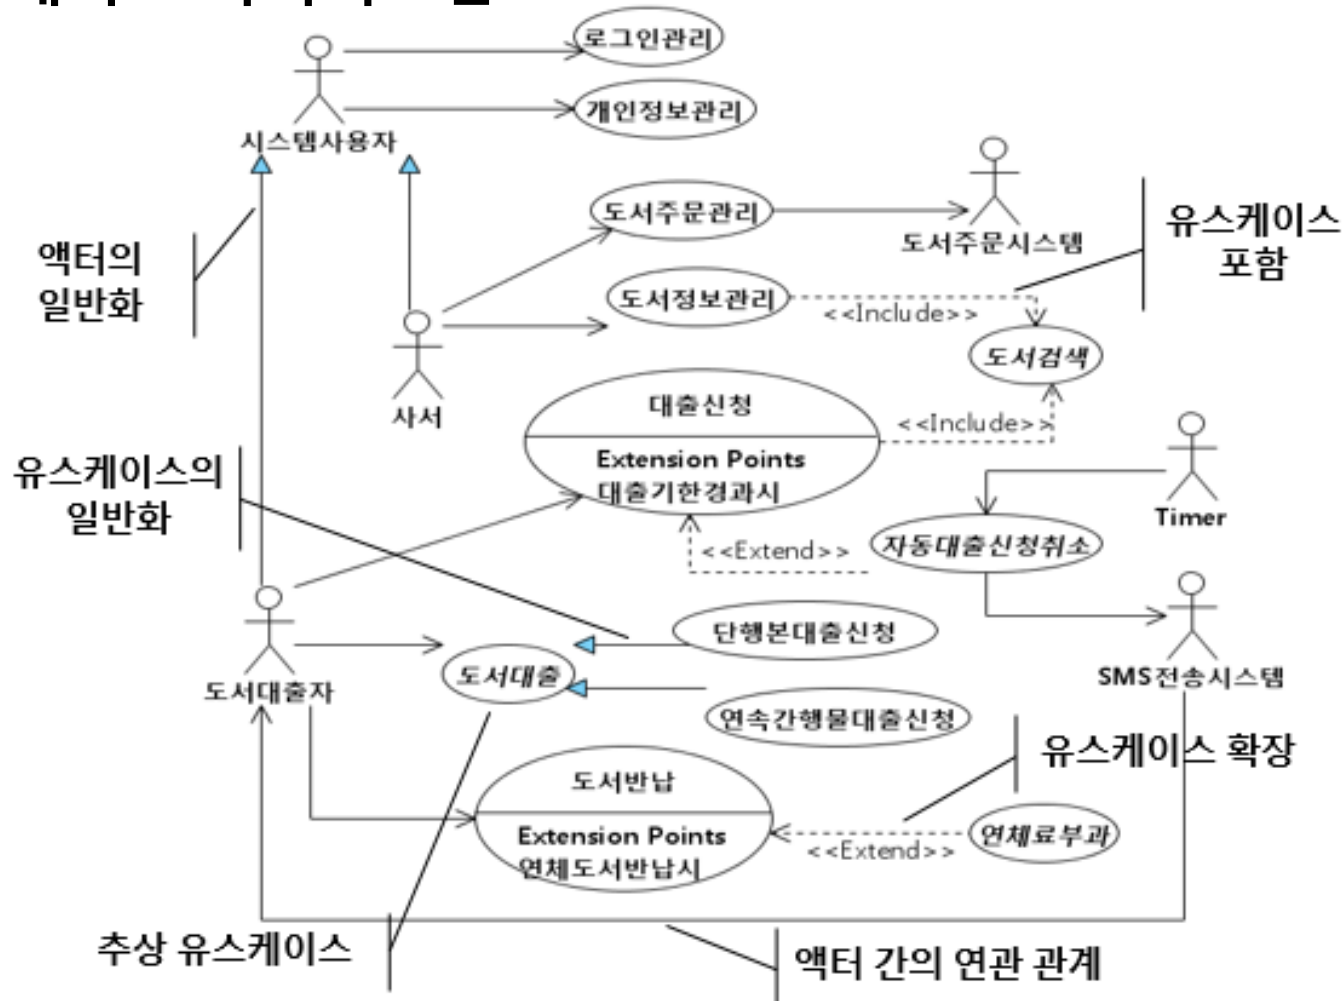 로그인관리
개인정보관리
시스템사용자
도서주문관리
도서주문시스템
유스케이스
포함
액터의
일반화
도서정보관리
<<Include>>
도서검색
사서
대출신청
<<Include>>
Extension Points
대출기한경과시
유스케이스의
일반화
Timer
<<Extend>>
자동대출신청취소
단행본대출신청
도서대출
도서대출자
SMS전송시스템
연속간행물대출신청
유스케이스 확장
도서반납
Extension Points
연체도서반납시
<<Extend>>
연체료부과
추상 유스케이스
액터 간의 연관 관계